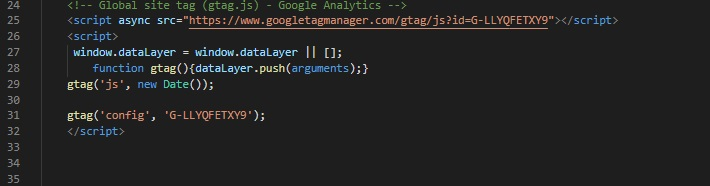 24 <!-- Global site tag (gtag.js) - Google Analytics -->
25 <script async src="https://www.googletagmanager.com/gtag/js?id=G-LLYQFETXY9"></script>
26 <script>
27 window.dataLayer = window.dataLayer || [];
28 function gtag(){dataLayer.push(arguments);}
29 gtag('js', new Date());
30
31 gtag('config', 'G-LLYQFETXY9');
32 </script>
33
34
35